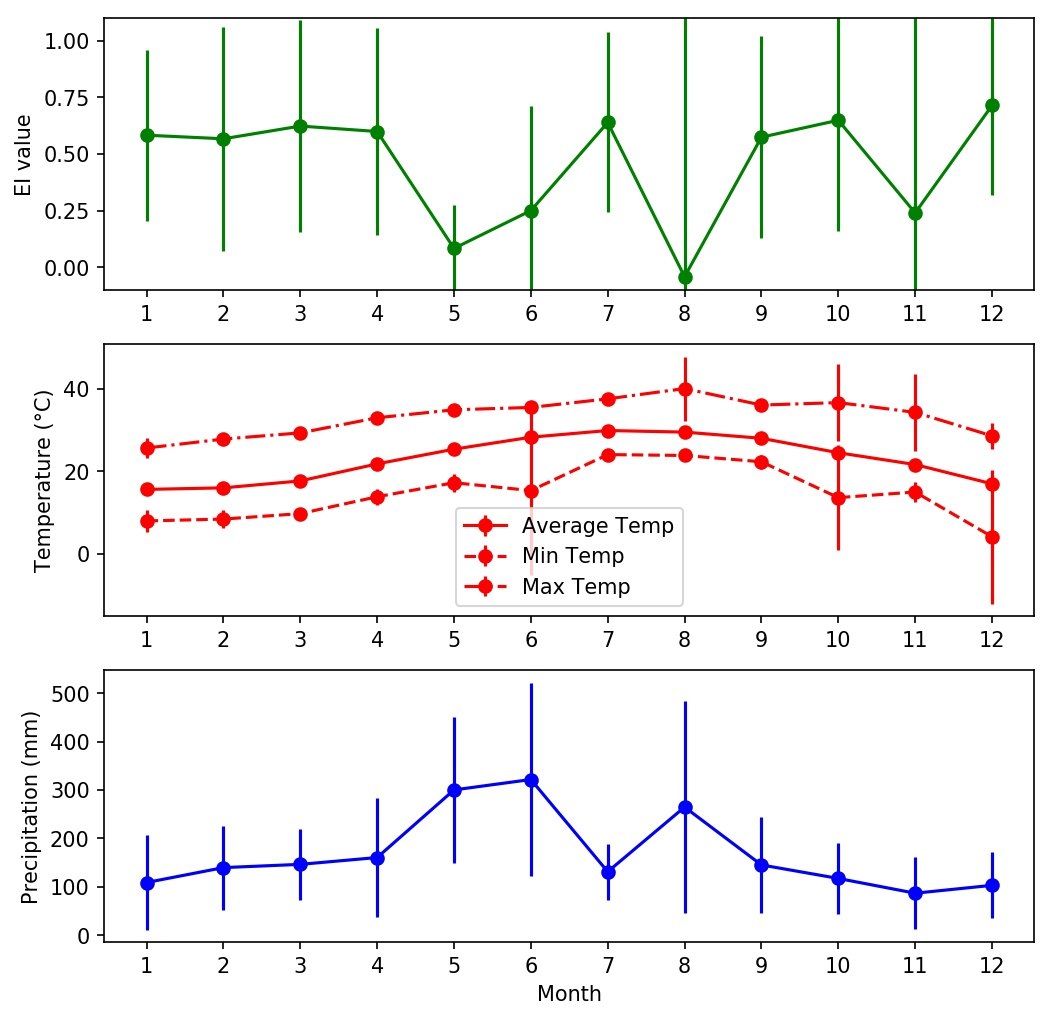 EI value
1.00
0.75
0.50
0.25
0.00
1 2 3 4 5 6 7 8 9 10 11 12
Temperature (°C)
40
20
0
Average Temp
Min Temp
Max Temp
1 2 3 4 5 6 7 8 9 10 11 12
Precipitation (mm)
500
400
300
200
100
0
1 2 3 4 5 6 7 8 9 10 11 12
Month